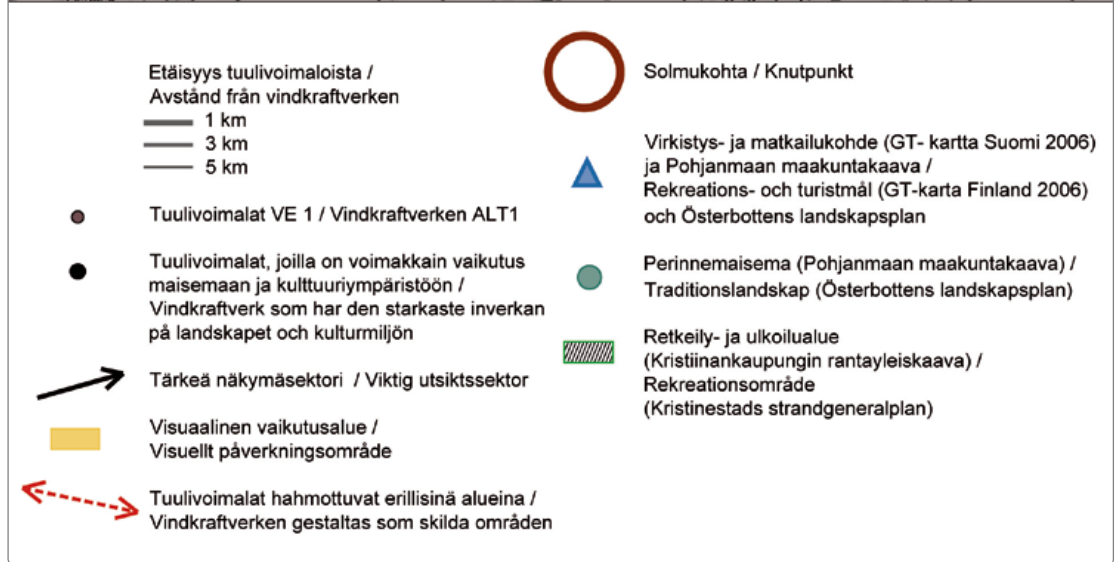 Etäisyys tuulivoimaloista /
Avstånd från vindkraftverken
1 km
3 km
5 km
Tuulivoimalat VE 1 / Vindkraftverken ALT1
Tuulivoimalat, joilla on voimakkain vaikutus
maisemaan ja kulttuuriympäristöön /
Vindkraftverk som har den starkaste inverkan
på landskapet och kulturmiljön
Tärkeä näkymäsektori / Viktig utsiktssektor
Visuaalinen vaikutusalue /
Visuellt påverkningsområde
Tuulivoimalat hahmottuvat erillisinä alueina /
Vindkraftverken gestaltas som skilda områden
Solmukohta / Knutpunkt
Virkistys- ja matkailukohde (GT- kartta Suomi 2006)
ja Pohjanmaan maakuntakaava /
Rekreations- och turistmål (GT-karta Finland 2006)
och Österbottens landskapsplan
Perinnemaisema (Pohjanmaan maakuntakaava) /
Traditionslandskap (Österbottens landskapsplan)
Retkeily- ja ulkoilualue
(Kristiinankaupungin rantayleiskaava) /
Rekreationsområde
(Kristinestads strandgeneralplan)